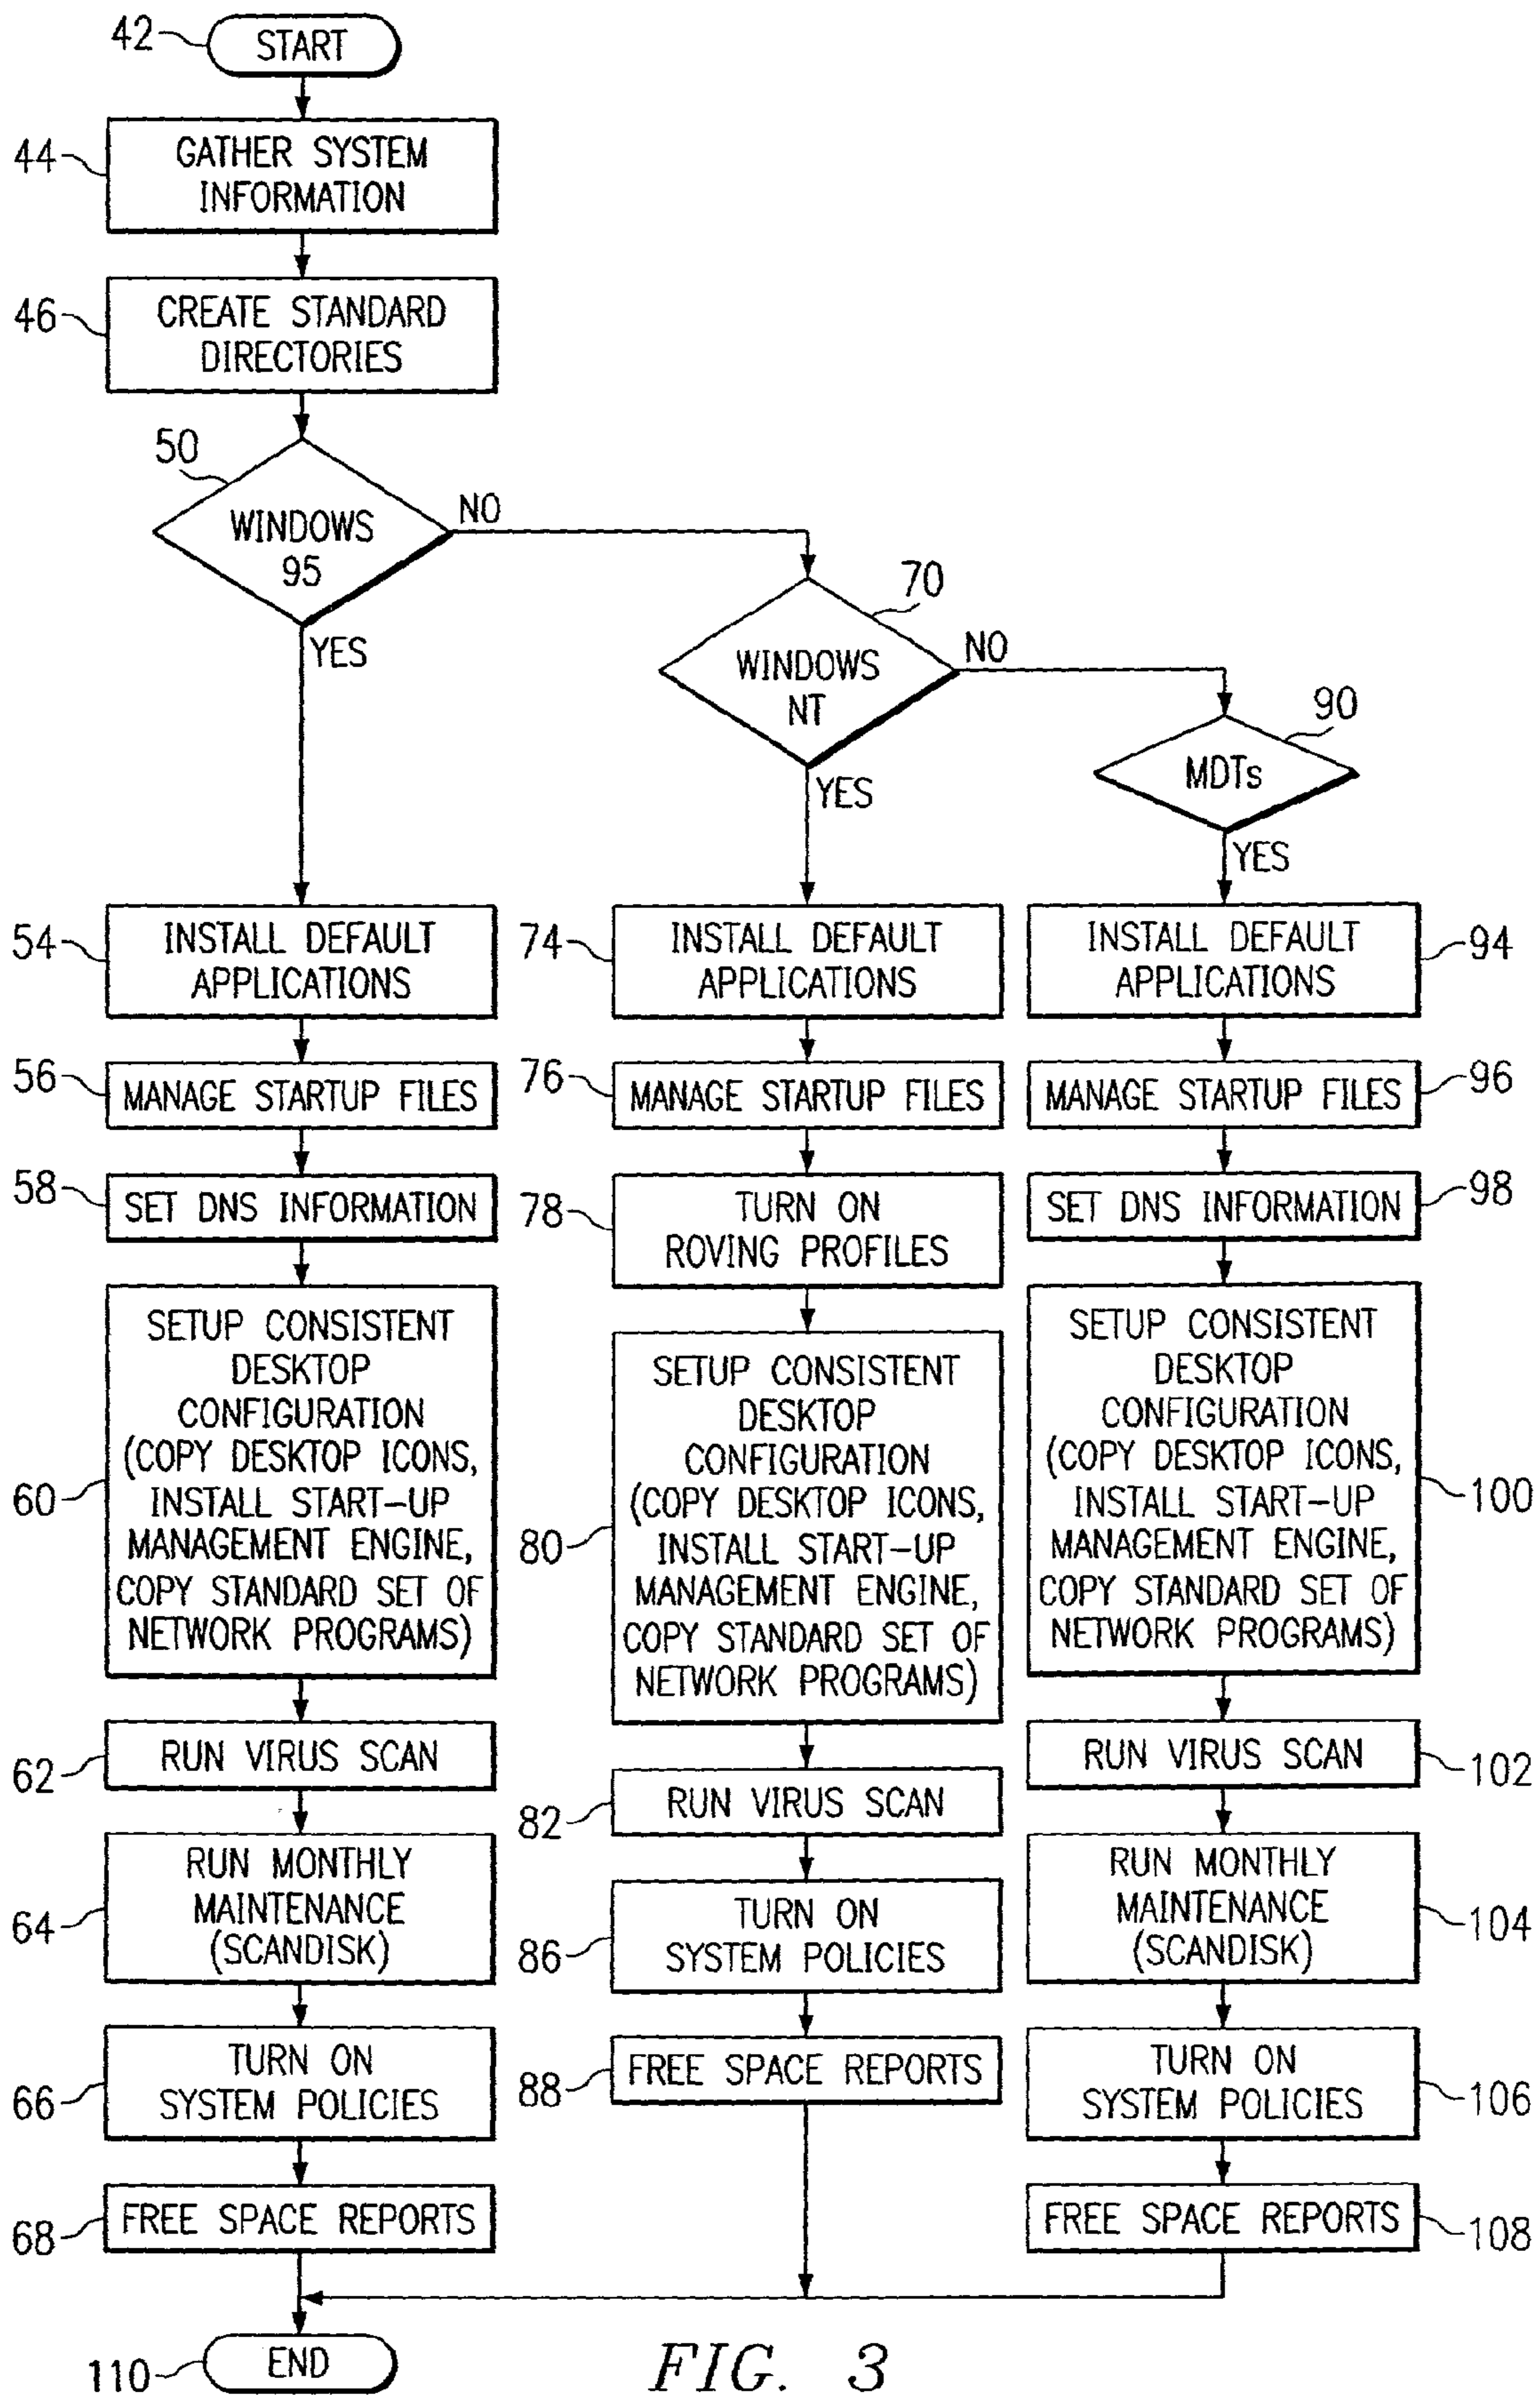 42
START
44
GATHER SYSTEM
INFORMATION
46
CREATE STANDARD
DIRECTORIES
50
WINDOWS
95
NO
YES
70
WINDOWS
NT
NO
YES
90
MDTs
YES
54
INSTALL DEFAULT
APPLICATIONS
56
MANAGE STARTUP FILES
58
SET DNS INFORMATION
60
SETUP CONSISTENT
DESKTOP
CONFIGURATION
(COPY DESKTOP ICONS,
INSTALL START-UP
MANAGEMENT ENGINE,
COPY STANDARD SET OF
NETWORK PROGRAMS)
62
RUN VIRUS SCAN
64
RUN MONTHLY
MAINTENANCE
(SCANDISK)
66
TURN ON
SYSTEM POLICIES
68
FREE SPACE REPORTS
74
INSTALL DEFAULT
APPLICATIONS
76
MANAGE STARTUP FILES
78
TURN ON
ROVING PROFILES
80
SETUP CONSISTENT
DESKTOP
CONFIGURATION
(COPY DESKTOP ICONS,
INSTALL START-UP
MANAGEMENT ENGINE,
COPY STANDARD SET OF
NETWORK PROGRAMS)
82
RUN VIRUS SCAN
86
TURN ON
SYSTEM POLICIES
88
FREE SPACE REPORTS
INSTALL DEFAULT
APPLICATIONS
94
MANAGE STARTUP FILES
96
SET DNS INFORMATION
98
SETUP CONSISTENT
DESKTOP
CONFIGURATION
(COPY DESKTOP ICONS,
INSTALL START-UP
MANAGEMENT ENGINE,
COPY STANDARD SET OF
NETWORK PROGRAMS)
100
RUN VIRUS SCAN
102
RUN MONTHLY
MAINTENANCE
(SCANDISK)
104
TURN ON
SYSTEM POLICIES
106
FREE SPACE REPORTS
108
110
END
FIG. 3